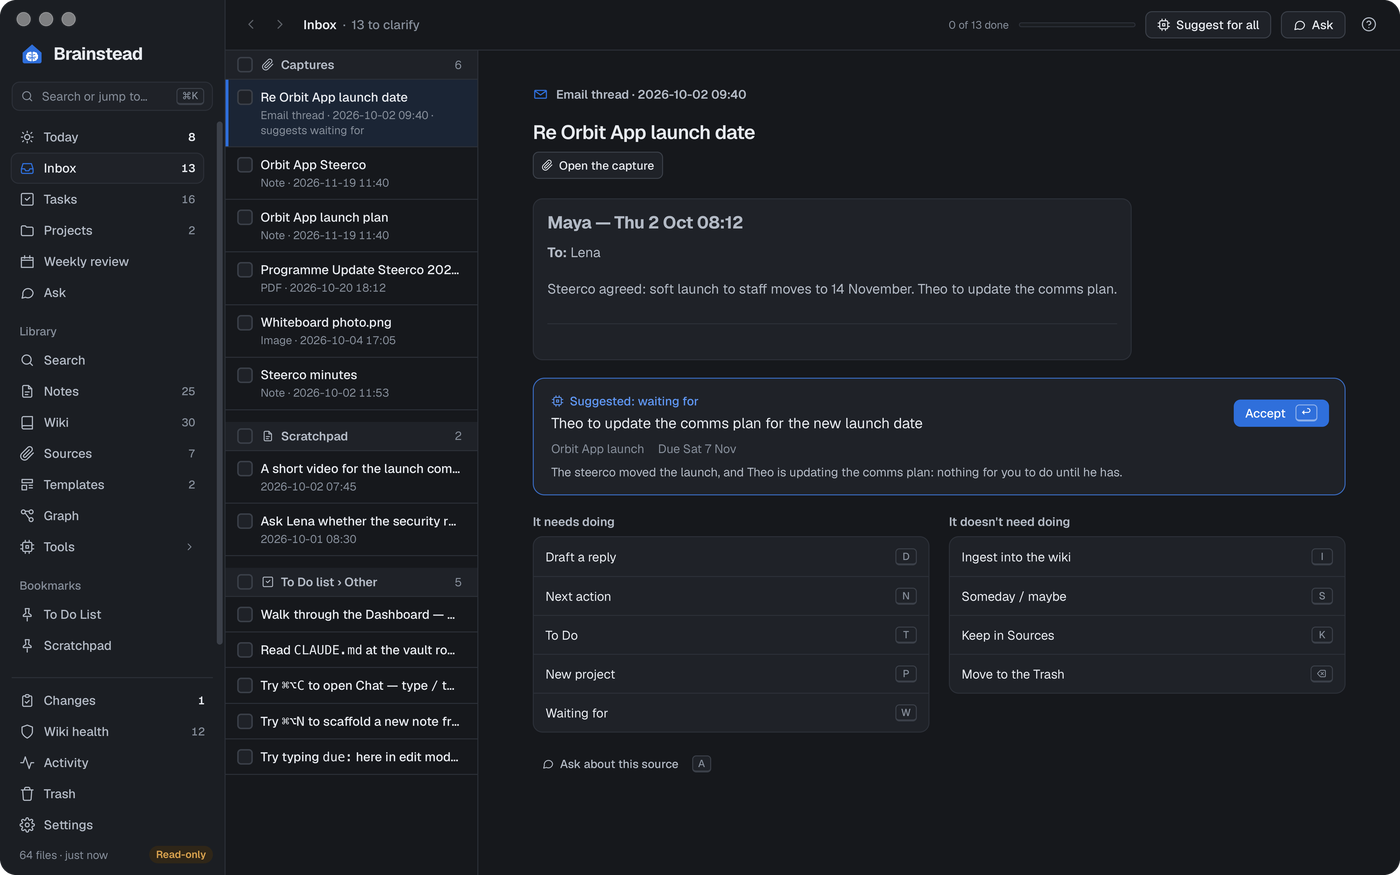 Brainstead
Search or jump to... ⌘K
Today 8
Inbox 13
Tasks 16
Projects 2
Weekly review
Ask
Library
Search
Notes 25
Wiki 30
Sources 7
Templates 2
Graph
Tools
Bookmarks
To Do List
Scratchpad
Changes 1
Wiki health 12
Activity
Trash
Settings
64 files · just now Read-only
Inbox · 13 to clarify
0 of 13 done Suggest for all Ask
Captures 6
Re Orbit App launch date
Email thread · 2026-10-02 09:40 ·
suggests waiting for
Orbit App Steerco
Note · 2026-11-19 11:40
Orbit App launch plan
Note · 2026-11-19 11:40
Programme Update Steerco 202...
PDF · 2026-10-20 18:12
Whiteboard photo.png
Image · 2026-10-04 17:05
Steerco minutes
Note · 2026-10-02 11:53
Scratchpad 2
A short video for the launch com...
2026-10-02 07:45
Ask Lena whether the security r...
2026-10-01 08:30
To Do list › Other 5
Walk through the Dashboard — ...
Read CLAUDE.md at the vault ro...
Try ⌘⌥C to open Chat — type / t...
Try ⌘⌥N to scaffold a new note fr...
Try typing due: here in edit mod...
Email thread · 2026-10-02 09:40
Re Orbit App launch date
Open the capture
Maya — Thu 2 Oct 08:12
To: Lena
Steerco agreed: soft launch to staff moves to 14 November. Theo to update the comms plan.
Suggested: waiting for
Theo to update the comms plan for the new launch date
Accept
Orbit App launch Due Sat 7 Nov
The steerco moved the launch, and Theo is updating the comms plan: nothing for you to do until he has.
It needs doing
Draft a reply D
Next action N
To Do T
New project P
Waiting for W
It doesn't need doing
Ingest into the wiki I
Someday / maybe S
Keep in Sources K
Move to the Trash ⌫
Ask about this source A